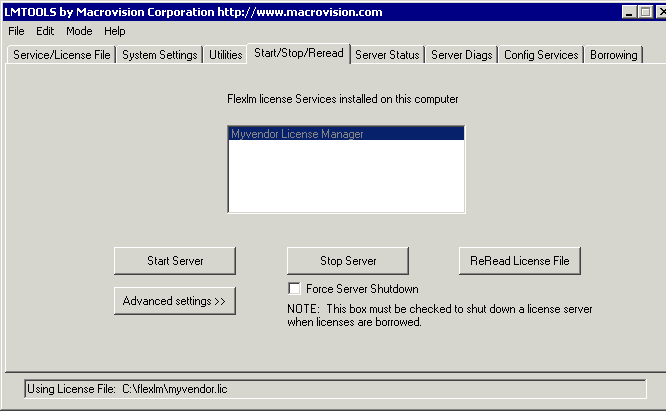 LMTOOLS by Macrovision Corporation http://www.macrovision.com
File Edit Mode Help
Service/License File System Settings Utilities Start/Stop/Reread Server Status Server Diags Config Services Borrowing
Flexlm license Services installed on this computer
Myvendor License Manager
Start Server Stop Server ReRead License File
Force Server Shutdown
Advanced settings >>
NOTE: This box must be checked to shut down a license server
when licenses are borrowed.
Using License File: C:\flexlm\myvendor.lic